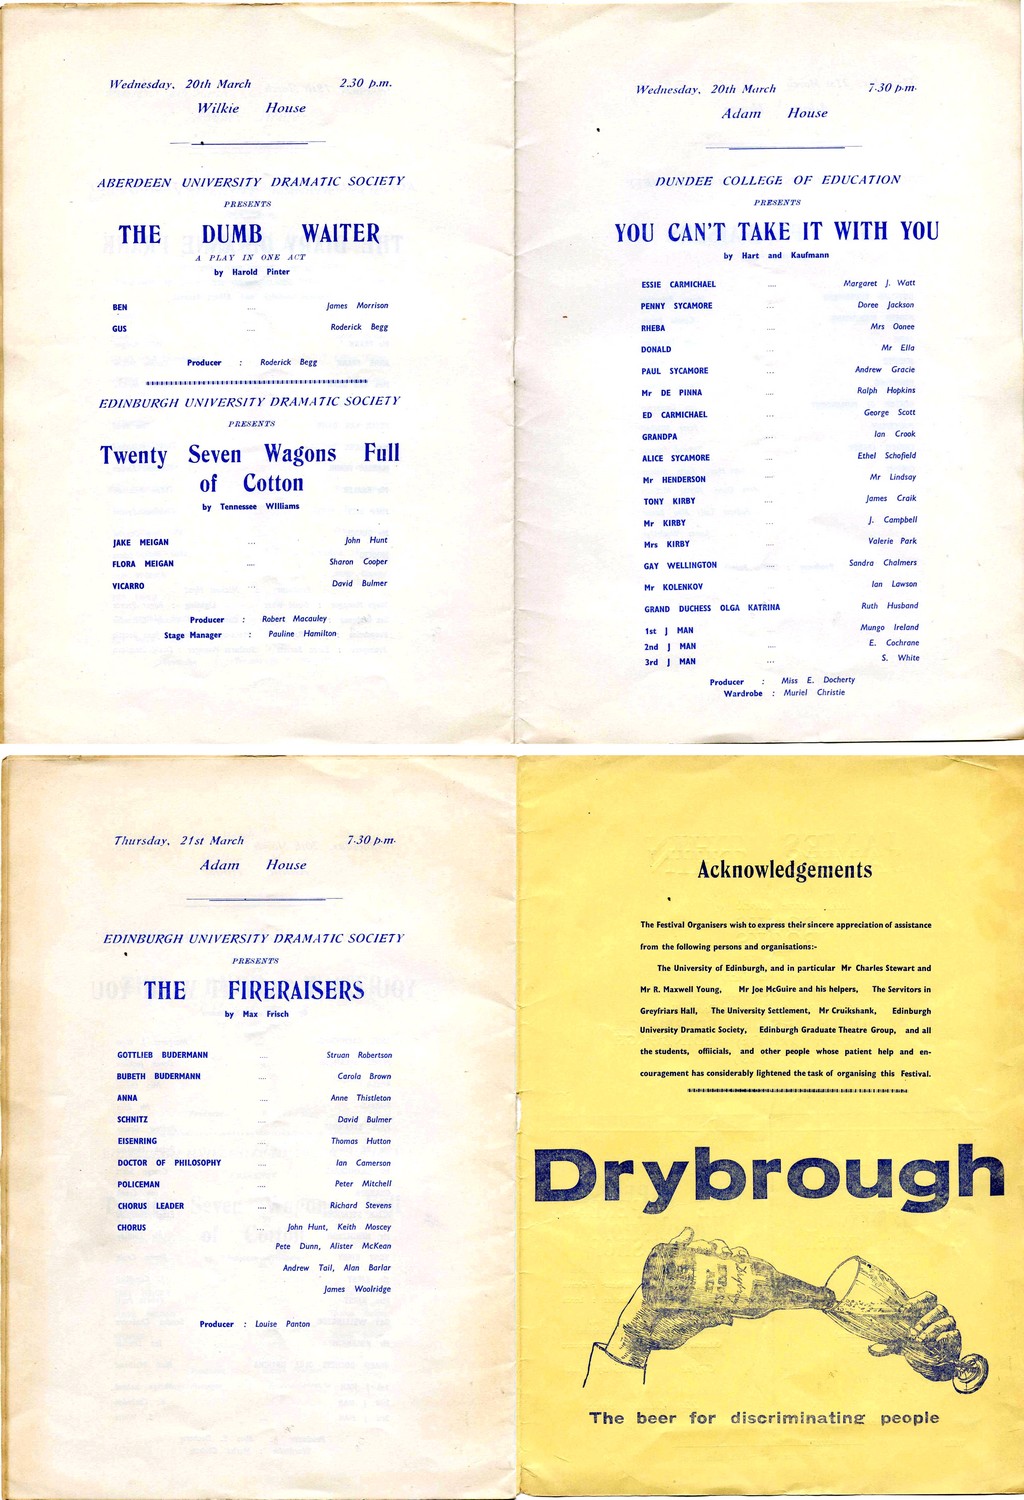 Wednesday, 20th March 2.30 p.m.
Wilkie House
ABERDEEN UNIVERSITY DRAMATIC SOCIETY
PRESENTS
THE DUMB WAITER
A PLAY IN ONE ACT
by Harold Pinter
BEN .... James Morrison
GUS .... Roderick Begg
Producer : Roderick Begg
EDINBURGH UNIVERSITY DRAMATIC SOCIETY
PRESENTS
Twenty Seven Wagons Full
of Cotton
by Tennessee Williams
JAKE MEIGAN ... John Hunt
FLORA MEIGAN .... Sharon Cooper
VICARRO ... David Bulmer
Producer : Robert Macauley
Stage Manager : Pauline Hamilton
Wednesday, 20th March 7-30 p.m.
Adam House
DUNDEE COLLEGE OF EDUCATION
PRESENTS
YOU CAN'T TAKE IT WITH YOU
by Hart and Kaufmann
ESSIE CARMICHAEL .... Margaret J. Watt
PENNY SYCAMORE ... Doree Jackson
RHEBA .... Mrs Oonee
DONALD ... Mr Ella
PAUL SYCAMORE ... Andrew Gracie
Mr DE PINNA ... Ralph Hopkins
ED CARMICHAEL .... George Scott
GRANDPA ... Ian Crook
ALICE SYCAMORE .... Ethel Schofield
Mr HENDERSON .... Mr Lindsay
TONY KIRBY .... James Craik
Mr KIRBY ... J. Campbell
Mrs KIRBY .... Valerie Park
GAY WELLINGTON .... Sandra Chalmers
Mr KOLENKOV .... Ian Lawson
GRAND DUCHESS OLGA KATRINA Ruth Husband
1st J MAN Mungo Ireland
2nd J MAN .... E. Cochrane
3rd J MAN ... S. White
Producer : Miss E. Docherty
Wardrobe : Muriel Christie
Thursday, 21st March 7-30 p.m.
Adam House
EDINBURGH UNIVERSITY DRAMATIC SOCIETY
PRESENTS
THE FIRERAISERS
by Max Frisch
GOTTLIEB BUDERMANN .... Struan Robertson
BUBETH BUDERMANN .... Carola Brown
ANNA .... Anne Thistleton
SCHNITZ .... David Bulmer
EISENRING .... Thomas Hutton
DOCTOR OF PHILOSOPHY .... Ian Camerson
POLICEMAN .... Peter Mitchell
CHORUS LEADER .... Richard Stevens
CHORUS ... John Hunt, Keith Moscey
Pete Dunn, Alister McKean
Andrew Tail, Alan Barlar
James Woolridge
Producer : Louise Panton
Acknowledgements
The Festival Organisers wish to express their sincere appreciation of assistance
from the following persons and organisations:-
The University of Edinburgh, and in particular Mr Charles Stewart and
Mr R. Maxwell Young, Mr Joe McGuire and his helpers, The Servitors in
Greyfriars Hall, The University Settlement, Mr Cruikshank, Edinburgh
University Dramatic Society, Edinburgh Graduate Theatre Group, and all
the students, offiicials, and other people whose patient help and en-
couragement has considerably lightened the task of organising this Festival.
Drybrough
The beer for discriminating people